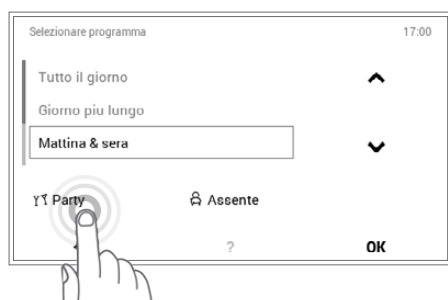 Selezionare programma 17:00
Tutto il giorno
Giorno piu lungo
Mattina & sera
Party Assente
? OK